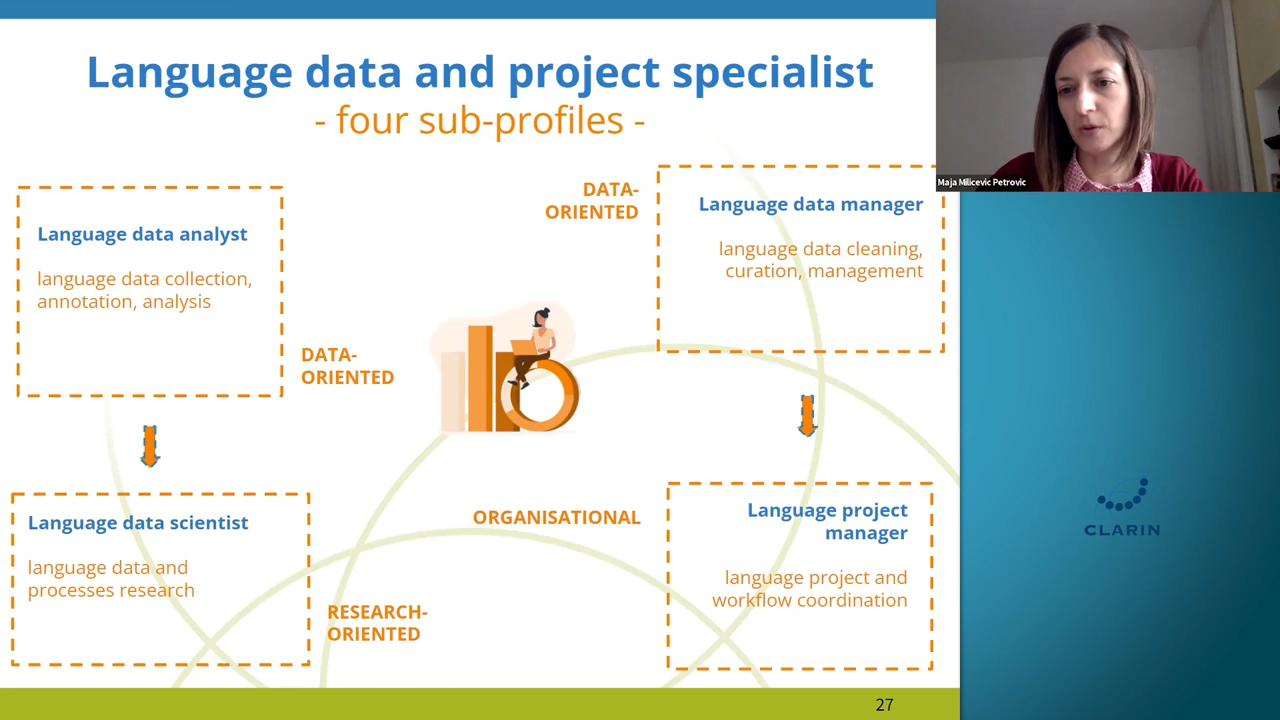 Language data and project specialist
- four sub-profiles -
Language data analyst
language data collection,
annotation, analysis
DATA-
ORIENTED
DATA-
ORIENTED
Language data manager
language data cleaning,
curation, management
Language data scientist
language data and
processes research
RESEARCH-
ORIENTED
ORGANISATIONAL
Language project
manager
language project and
workflow coordination
27
Maja Milicevic Petrovic
CLARIN